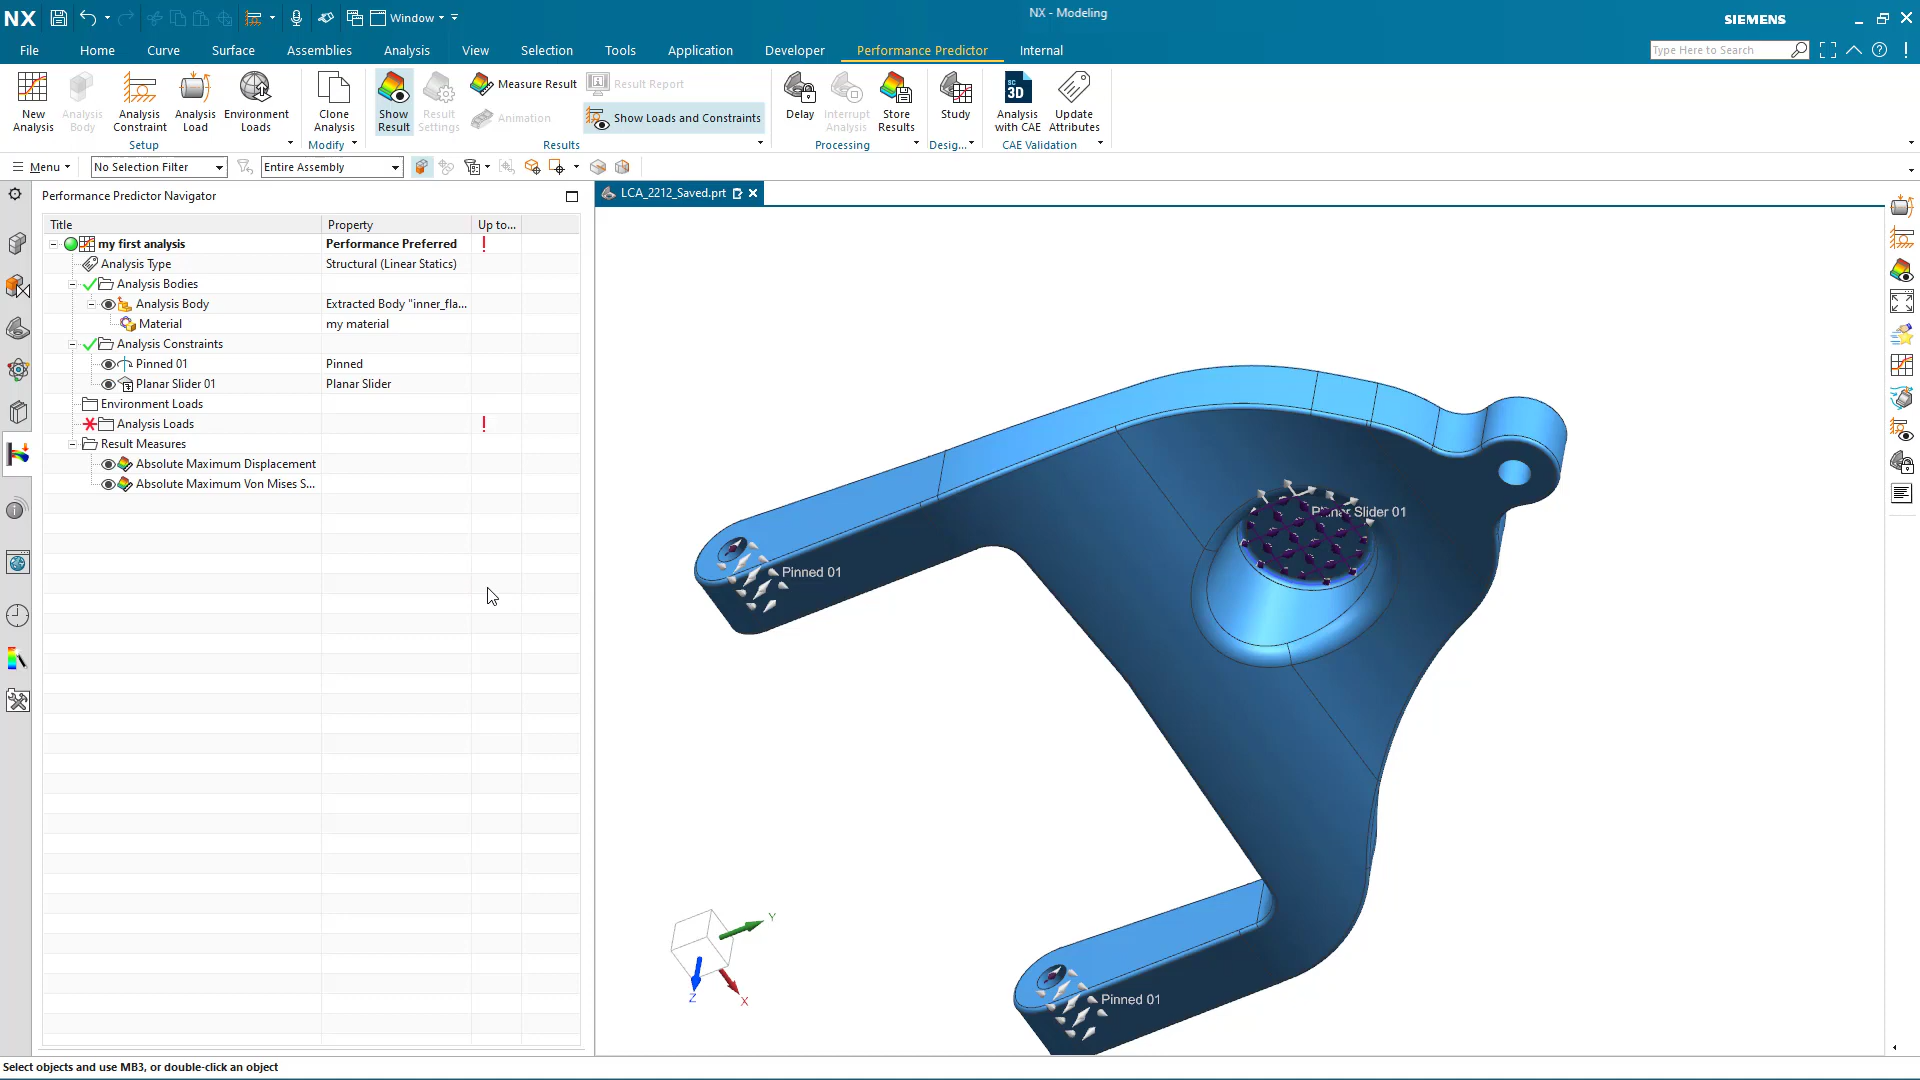 NX
Window
NX - Modeling
SIEMENS
File
Home
Curve
Surface
Assemblies
Analysis
View
Selection
Tools
Application
Developer
Performance Predictor
Internal
Type Here to Search
New
Analysis
Analysis
Body
Analysis
Constraint
Analysis
Load
Environment
Loads
Setup
Clone
Analysis
Modify
Show
Result
Result
Settings
Measure Result
Animation
Result Report
Show Loads and Constraints
Results
Delay
Interrupt
Analysis
Store
Results
Processing
Study
Desig...
Analysis
with CAE
Update
Attributes
CAE Validation
SC
3D
Menu
No Selection Filter
Entire Assembly
Performance Predictor Navigator
LCA_2212_Saved.prt
Title Property Up to...
my first analysis Performance Preferred
Analysis Type Structural (Linear Statics)
Analysis Bodies
Analysis Body Extracted Body "inner_fla...
Material my material
Analysis Constraints
Pinned 01 Pinned
Planar Slider 01 Planar Slider
Environment Loads
Analysis Loads
Result Measures
Absolute Maximum Displacement
Absolute Maximum Von Mises S...
Planar Slider 01
Pinned 01
Pinned 01
Y
Z
X
Select objects and use MB3, or double-click an object